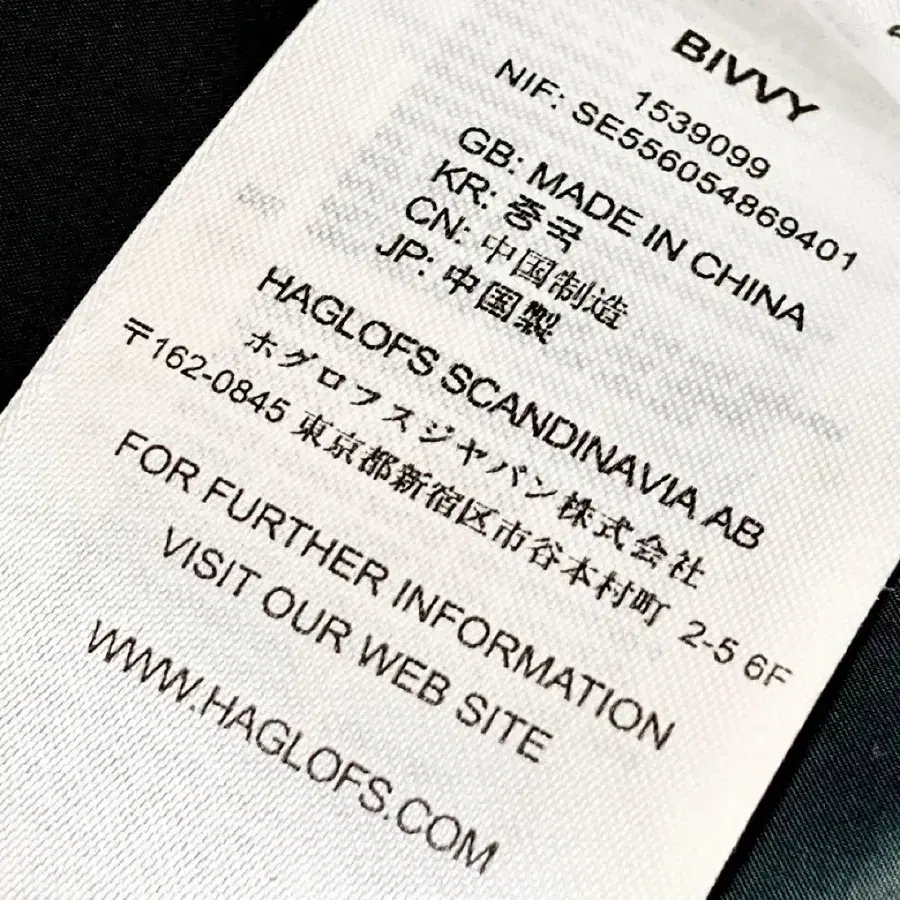 BIVVY
1539099
NIF: SE556054869401
GB: MADE IN CHINA
KR: 중국
CN: 中国制造
JP: 中国製
HAGLOFS SCANDINAVIA AB
ホグロフスジャパン株式会社
〒162-0845 東京都新宿区市谷本村町 2-5 6F
FOR FURTHER INFORMATION
VISIT OUR WEB SITE
WWW.HAGLOFS.COM